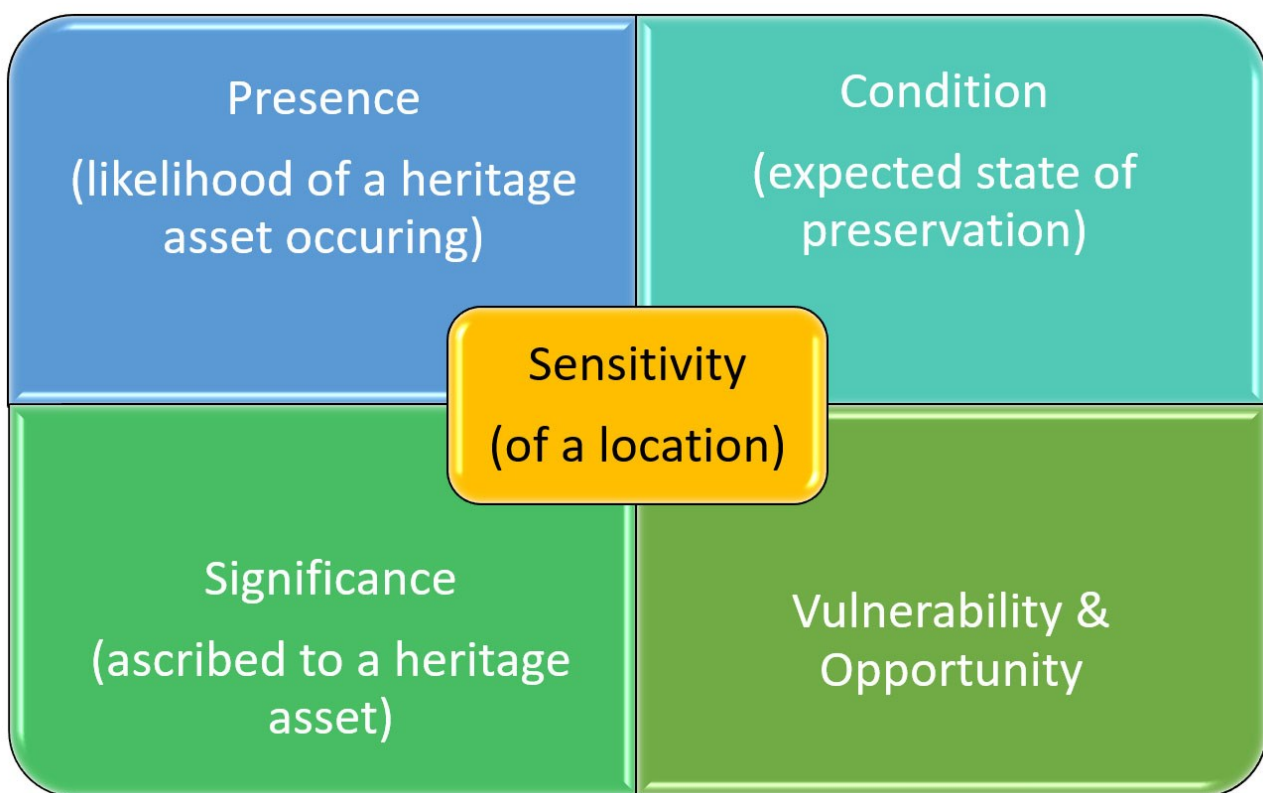 Presence
(likelihood of a heritage
asset occuring)
Condition
(expected state of
preservation)
Sensitivity
(of a location)
Significance
(ascribed to a heritage
asset)
Vulnerability &
Opportunity